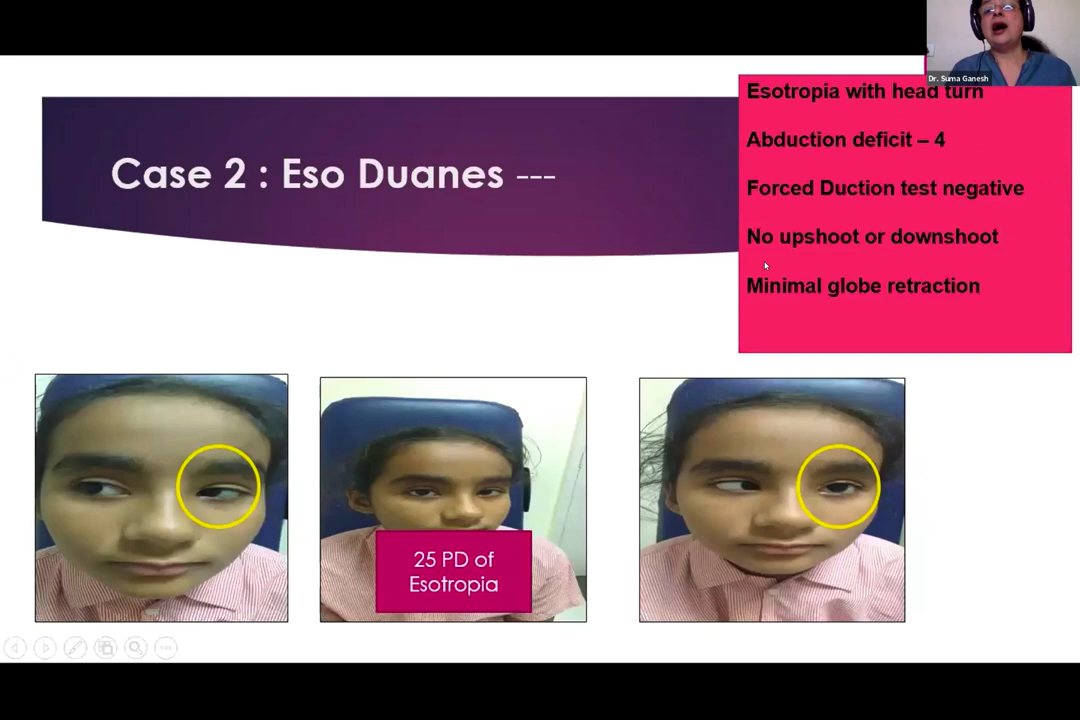 Dr. Suma Ganesh
Esotropia with head turn
Abduction deficit – 4
Forced Duction test negative
No upshoot or downshoot
Minimal globe retraction
Case 2 : Eso Duanes ---
25 PD of
Esotropia